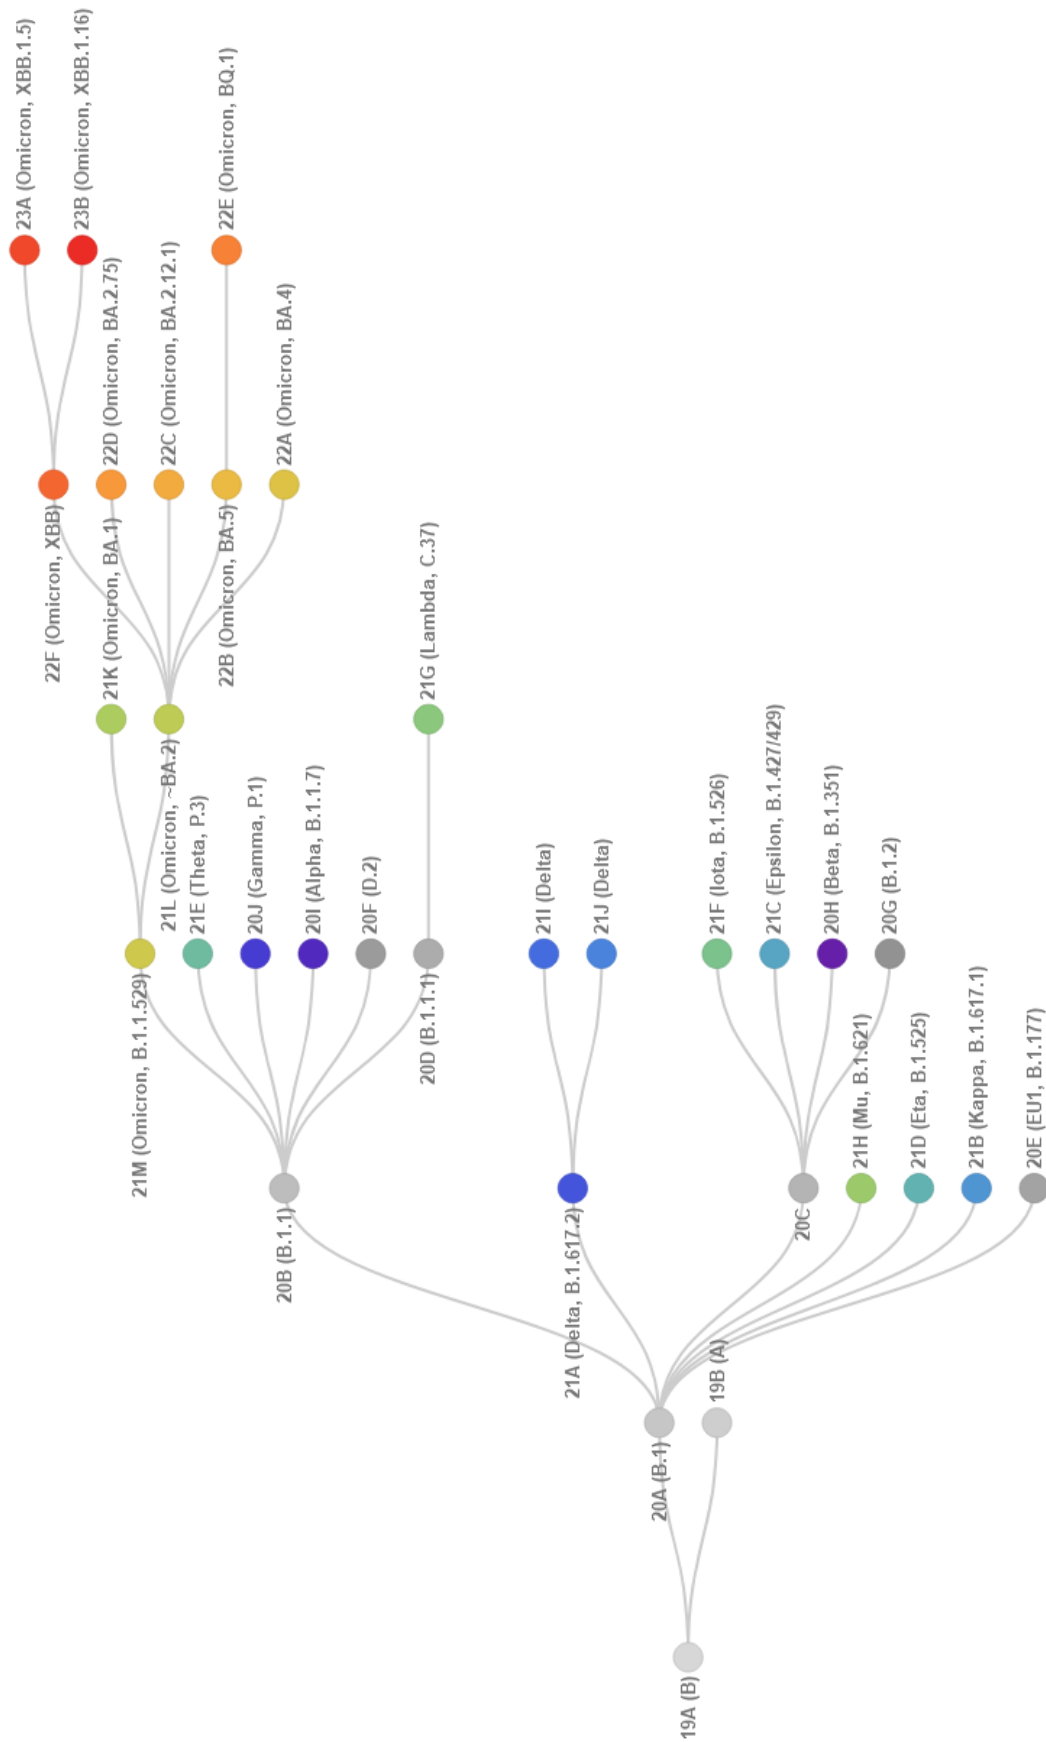 23A (Omicron, XBB.1.5)
23B (Omicron, XBB.1.16)
22E (Omicron, BQ.1)
22F (Omicron, XBB)
22D (Omicron, BA.2.75)
22C (Omicron, BA.2.12.1)
22B (Omicron, BA.5)
22A (Omicron, BA.4)
21K (Omicron, BA.1)
21L (Omicron, ~BA.2)
21G (Lambda, C.37)
21M (Omicron, B.1.1.529)
21E (Theta, P.3)
20J (Gamma, P.1)
20I (Alpha, B.1.1.7)
20F (D.2)
20D (B.1.1.1)
21I (Delta)
21J (Delta)
21F (Iota, B.1.526)
21C (Epsilon, B.1.427/429)
20H (Beta, B.1.351)
20G (B.1.2)
20B (B.1.1)
21A (Delta, B.1.617.2)
20C
21H (Mu, B.1.621)
21D (Eta, B.1.525)
21B (Kappa, B.1.617.1)
20E (EU1, B.1.177)
20A (B.1)
19B (A)
19A (B)